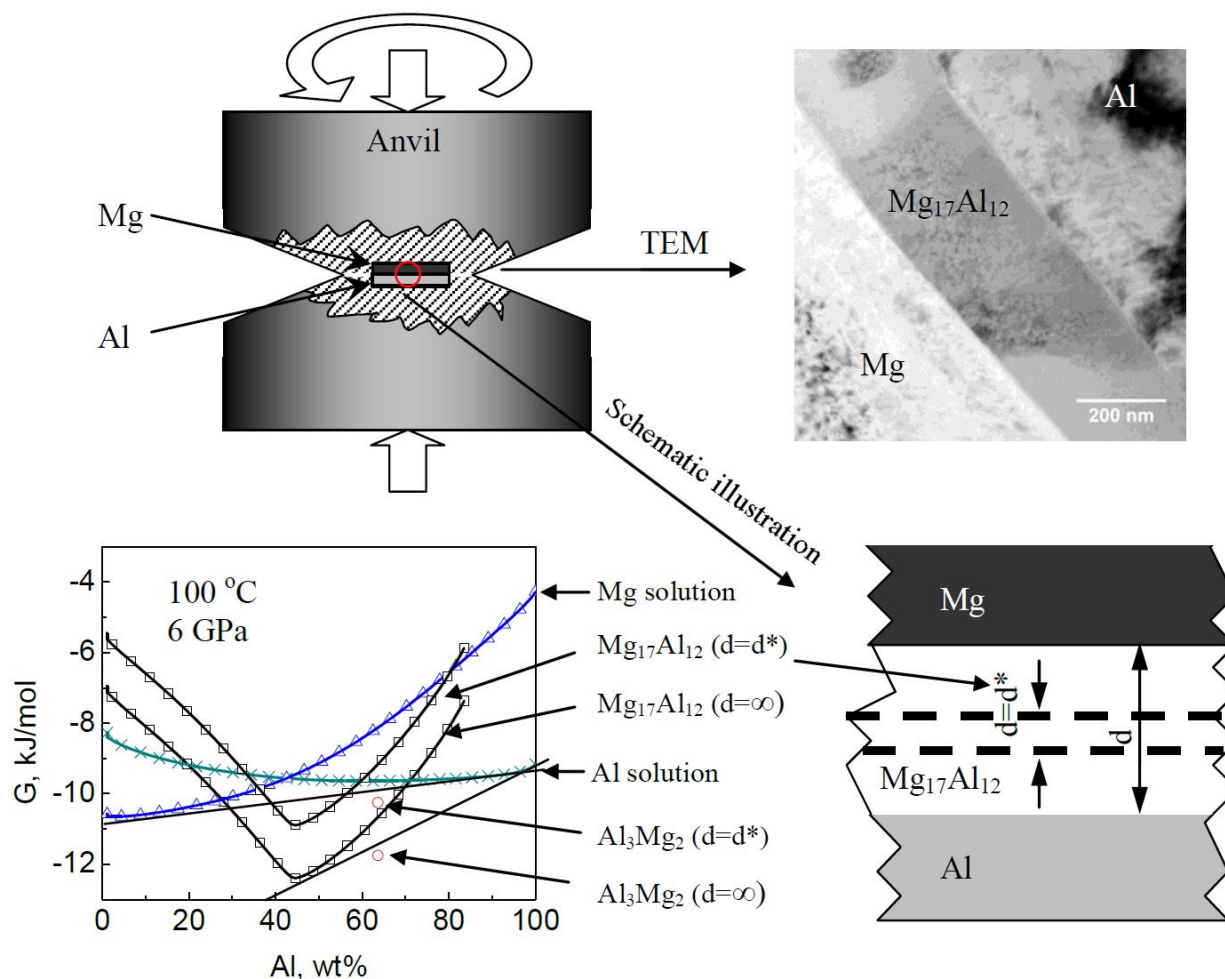 Anvil
Mg
Al
TEM
Al
Mg₁₇Al₁₂
Mg
200 nm
Schematic illustration
100 °C
6 GPa
G, kJ/mol
-4
-6
-8
-10
-12
0
20
40
60
80
100
Al, wt%
Mg solution
Mg₁₇Al₁₂ (d=d*)
Mg₁₇Al₁₂ (d=∞)
Al solution
Al₃Mg₂ (d=d*)
Al₃Mg₂ (d=∞)
Mg
d=d*
d
Mg₁₇Al₁₂
Al